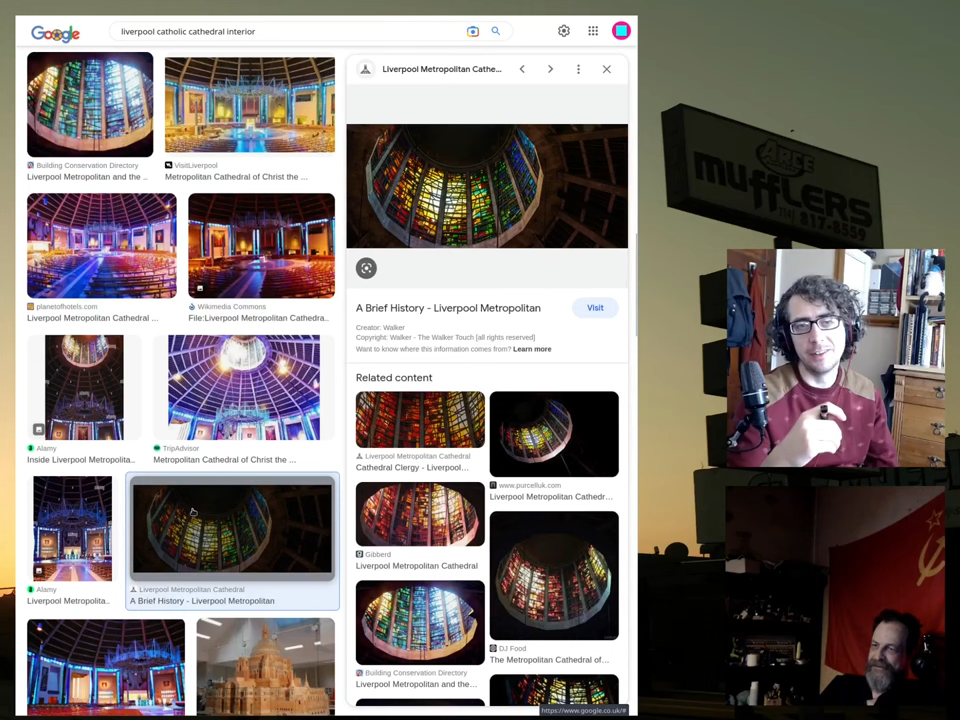 Google
liverpool catholic cathedral interior
Building Conservation Directory
Liverpool Metropolitan and the ..
VisitLiverpool
Metropolitan Cathedral of Christ the ...
planetofhotels.com
Liverpool Metropolitan Cathedral ...
Wikimedia Commons
File:Liverpool Metropolitan Cathedra..
Alamy
Inside Liverpool Metropolita..
TripAdvisor
Metropolitan Cathedral of Christ the ...
Alamy
Liverpool Metropolita..
Liverpool Metropolitan Cathedral
A Brief History - Liverpool Metropolitan
Liverpool Metropolitan Cathe...
A Brief History - Liverpool Metropolitan
Visit
Creator: Walker
Copyright: Walker - The Walker Touch [all rights reserved]
Want to know where this information comes from? Learn more
Related content
Liverpool Metropolitan Cathedral
Cathedral Clergy - Liverpool...
www.purcelluk.com
Liverpool Metropolitan Cathedr...
Gibberd
Liverpool Metropolitan Cathedral
DJ Food
The Metropolitan Cathedral of...
Building Conservation Directory
Liverpool Metropolitan and the...
https://www.google.co.uk/#
ARCE
muffLERS
817-8559